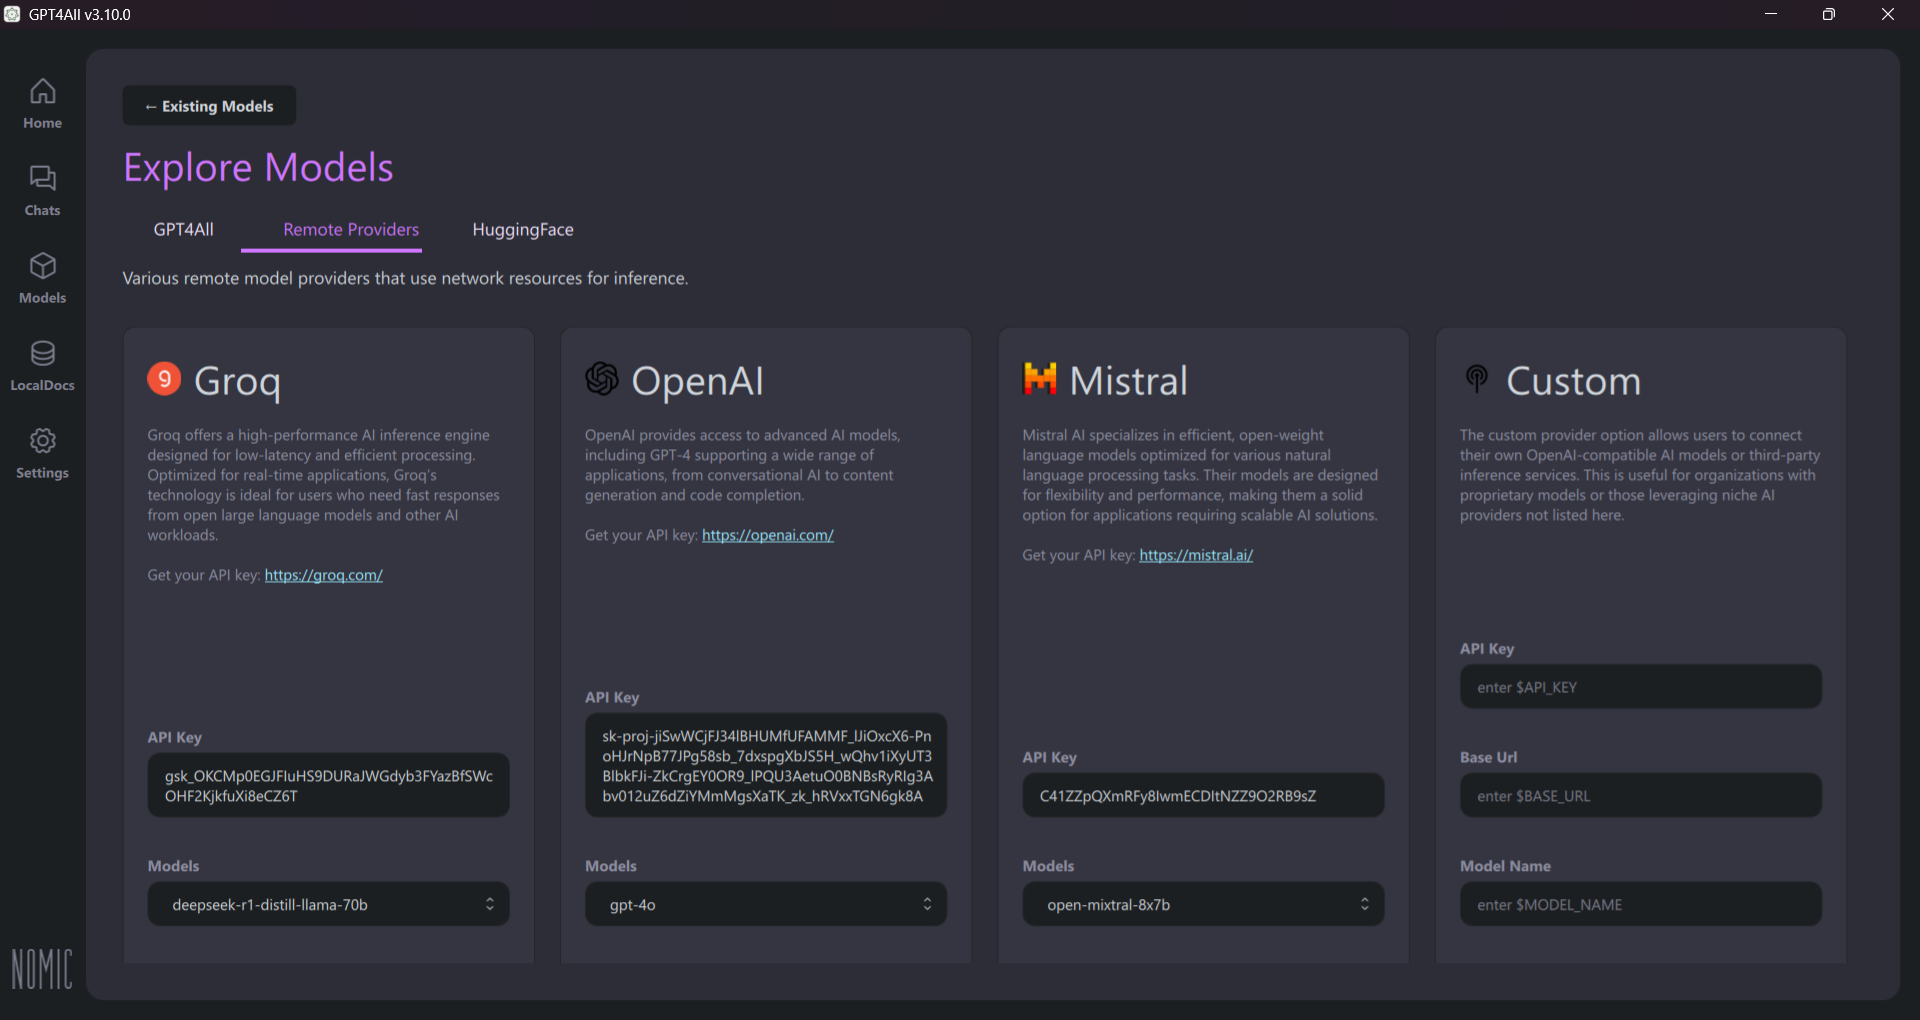 GPT4All v3.10.0
← Existing Models
Home
Explore Models
Chats
GPT4All Remote Providers HuggingFace
Various remote model providers that use network resources for inference.
Models
LocalDocs
Settings
Groq
Groq offers a high-performance AI inference engine
designed for low-latency and efficient processing.
Optimized for real-time applications, Groq's
technology is ideal for users who need fast responses
from open large language models and other AI
workloads.
Get your API key: https://groq.com/
API Key
Models
deepseek-r1-distill-llama-70b
OpenAI
OpenAI provides access to advanced AI models,
including GPT-4 supporting a wide range of
applications, from conversational AI to content
generation and code completion.
Get your API key: https://openai.com/
API Key
Models
gpt-4o
Mistral
Mistral AI specializes in efficient, open-weight
language models optimized for various natural
language processing tasks. Their models are designed
for flexibility and performance, making them a solid
option for applications requiring scalable AI solutions.
Get your API key: https://mistral.ai/
API Key
Models
open-mixtral-8x7b
Custom
The custom provider option allows users to connect
their own OpenAI-compatible AI models or third-party
inference services. This is useful for organizations with
proprietary models or those leveraging niche AI
providers not listed here.
API Key
enter $API_KEY
Base Url
enter $BASE_URL
Model Name
enter $MODEL_NAME
NOMIC